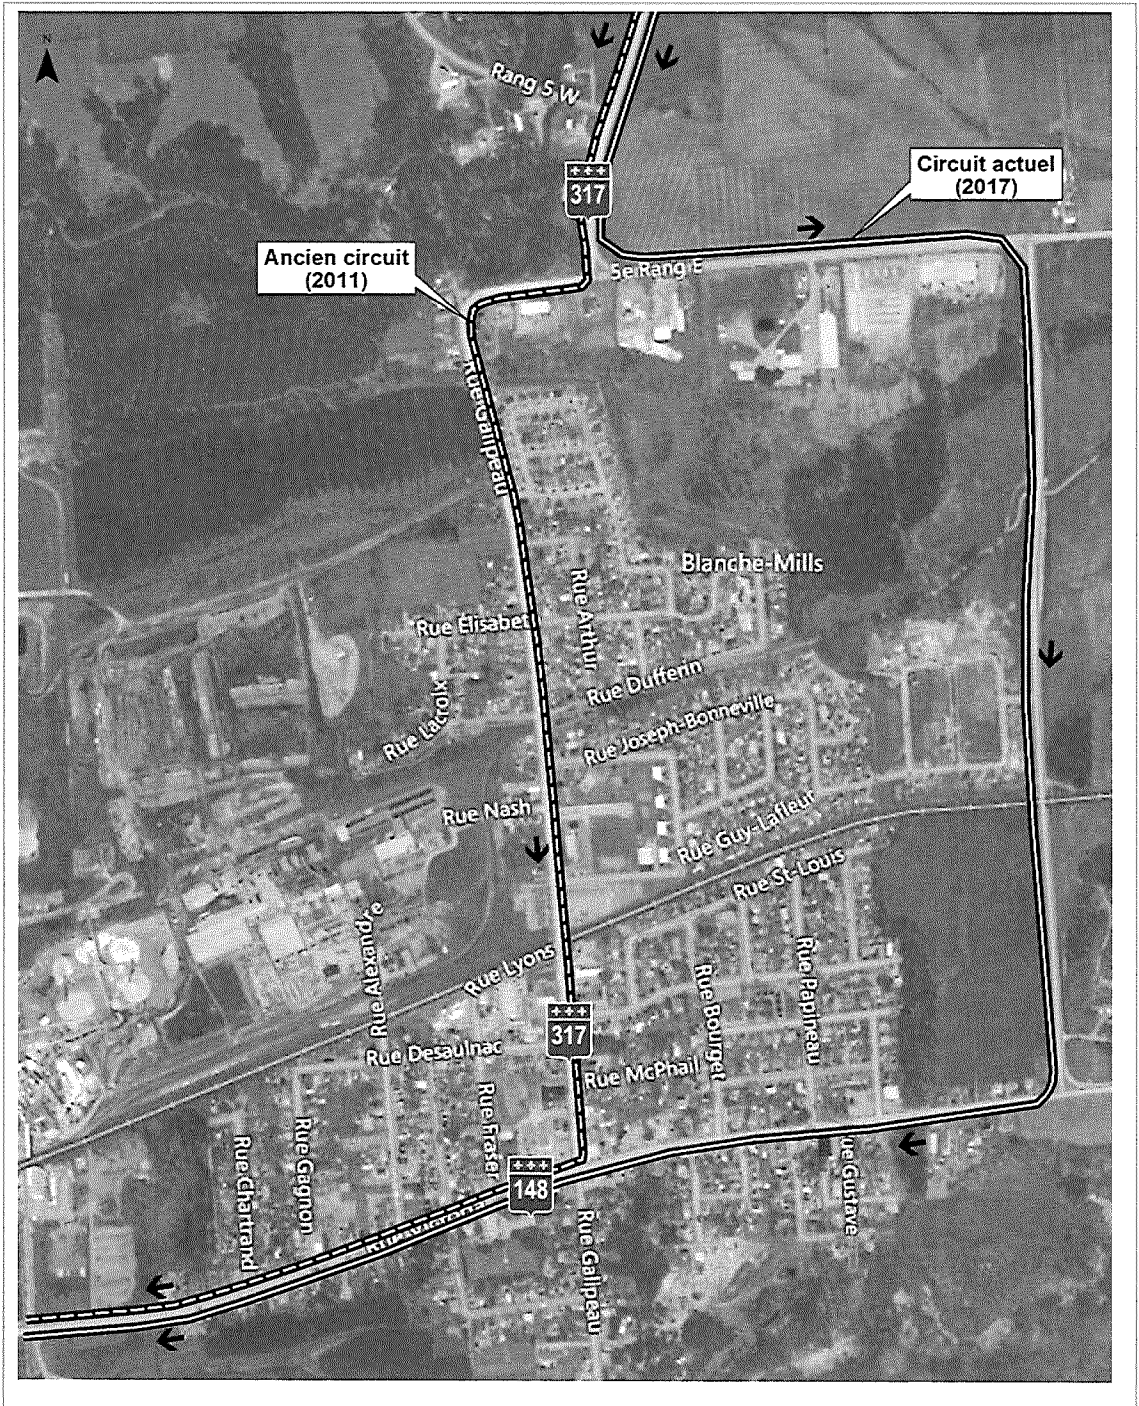 N
Rang 5 W
317
Circuit actuel
(2017)
Ancien circuit
(2011)
5e Rang E
Rue Galipeau
Blanche-Mills
Rue Arthur
Rue Élisabet
Rue Dufferin
Rue Lacroix
Rue Joseph-Bonneville
Rue Nash
Rue Guy-Lafleur
Rue St-Louis
Rue Alexandre
Rue Lyons
Rue Papineau
Rue Bourget
317
Rue Desaulnac
Rue McPhail
Rue Frase
Rue Gagnon
Rue Chartrand
ue Gustave
148
Rue Galipeau